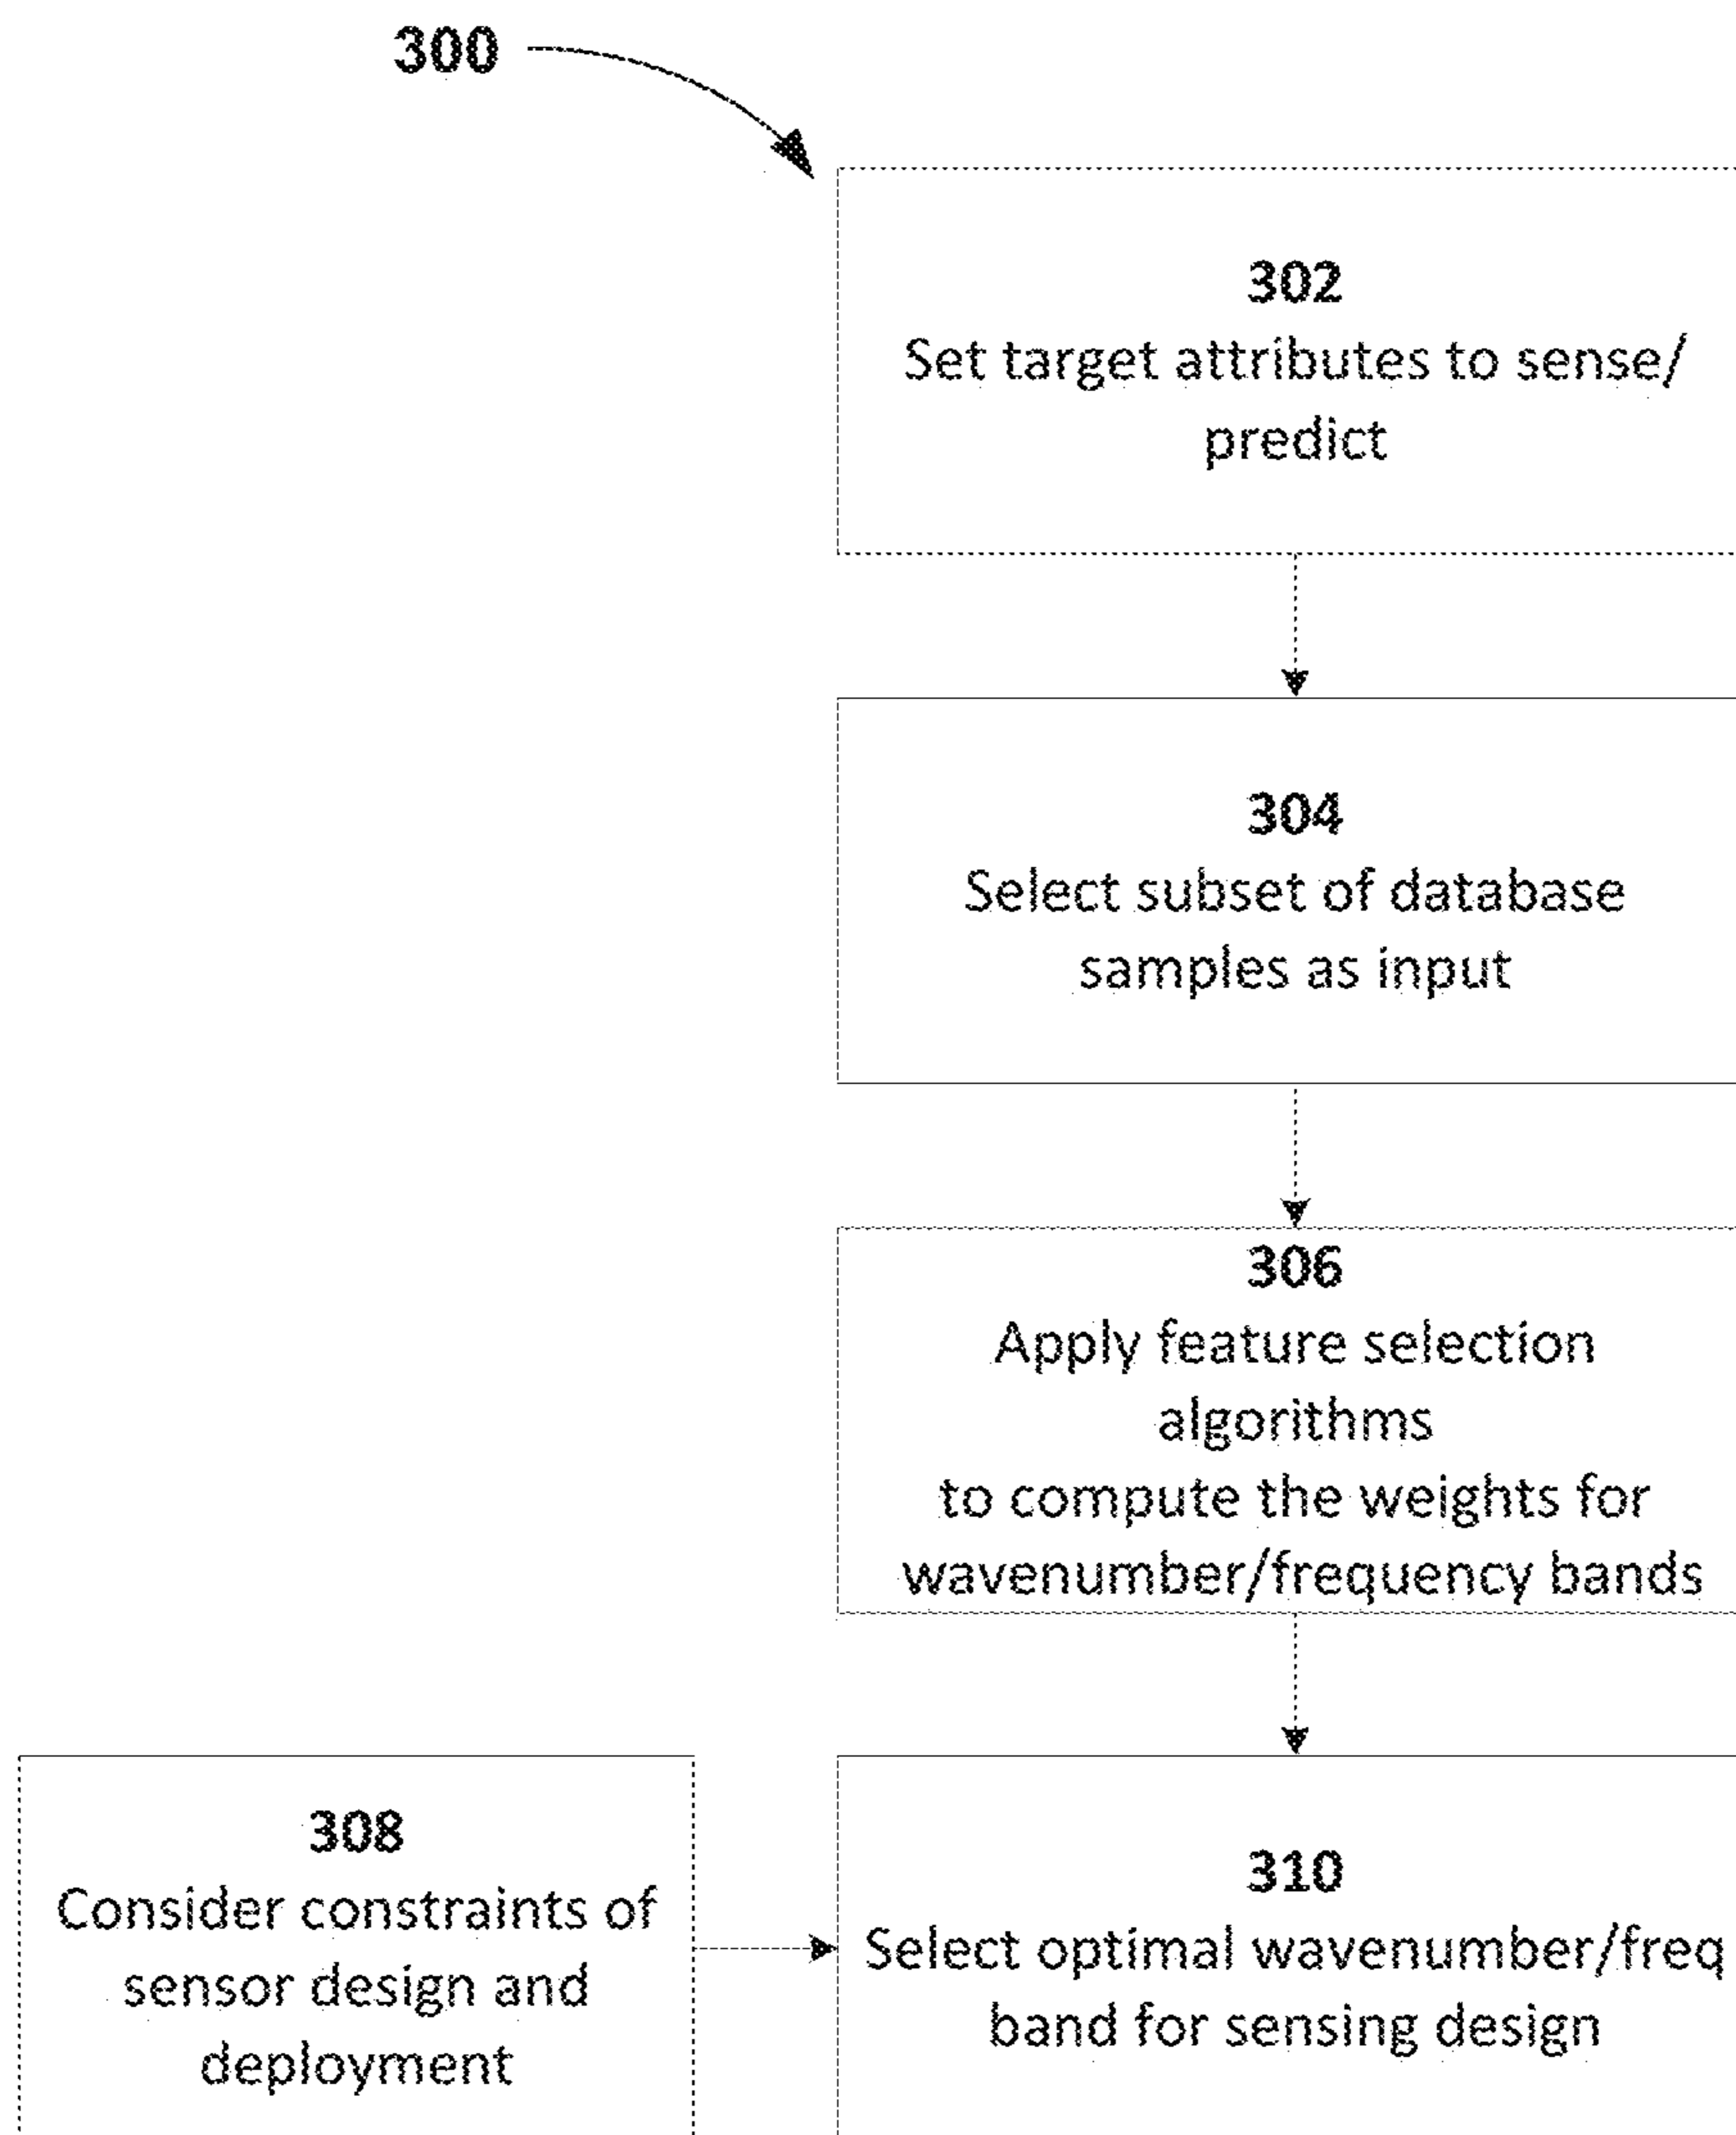 300
302
Set target attributes to sense/
predict
304
Select subset of database
samples as input
306
Apply feature selection
algorithms
to compute the weights for
wavenumber/frequency bands
308
Consider constraints of
sensor design and
deployment
310
Select optimal wavenumber/freq
band for sensing design